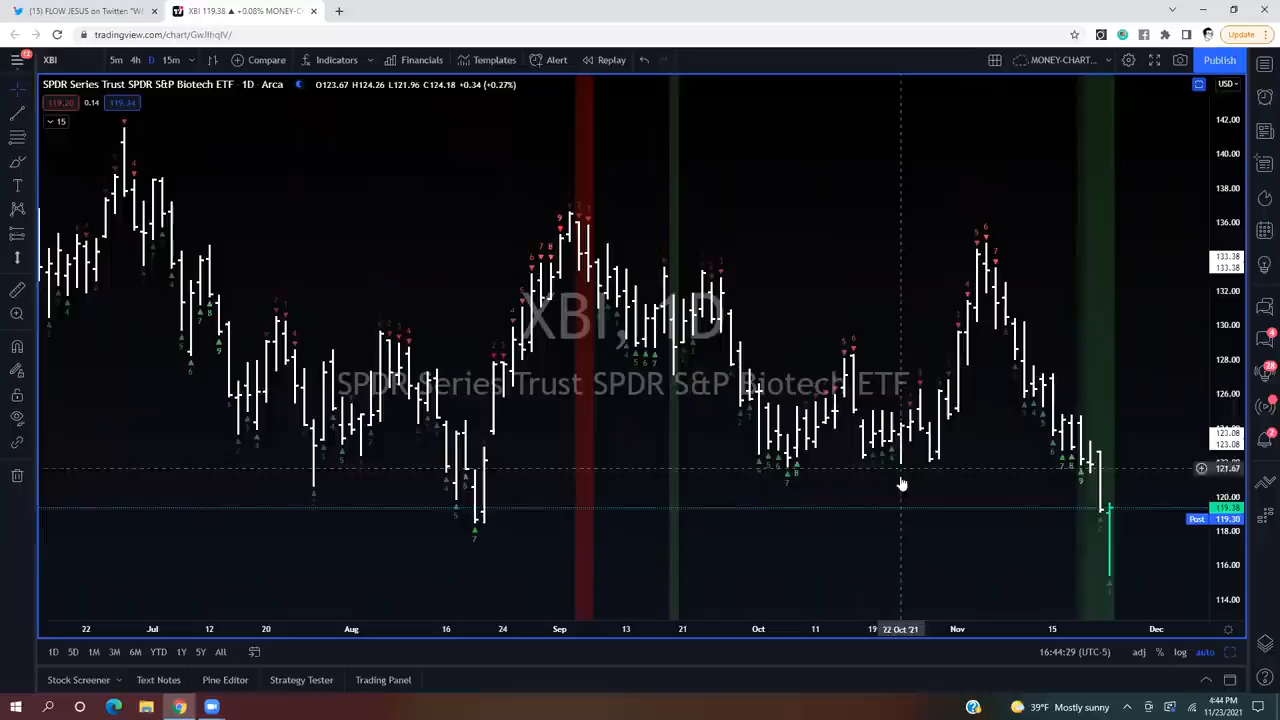 (15) FLOW JESUS on Twitter: "WA
XBI 119.38 ▲ +0.08% MONEY-C
tradingview.com/chart/GwJIhqIV/
Update
XBI
5m 4h D 15m
Compare
Indicators
Financials
Templates
Alert
Replay
MONEY-CHART...
Publish
SPDR Series Trust SPDR S&P Biotech ETF · 1D · Arca
O123.67 H124.26 L121.96 C124.18 +0.34 (+0.27%)
USD
119.20 0.14 119.34
15
XBI, 1D
SPDR Series Trust SPDR S&P Biotech ETF
142.00
140.00
138.00
136.00
133.38
133.38
132.00
130.00
128.00
126.00
123.08
123.08
121.67
120.00
119.38
Post 119.30
118.00
116.00
114.00
22 Jul 12 20 Aug 16 24 Sep 13 21 Oct 11 19 22 Oct '21 Nov 15 Dec
1D 5D 1M 3M 6M YTD 1Y 5Y All
16:44:29 (UTC-5)
adj % log auto
Stock Screener
Text Notes
Pine Editor
Strategy Tester
Trading Panel
39°F Mostly sunny
4:44 PM
11/23/2021